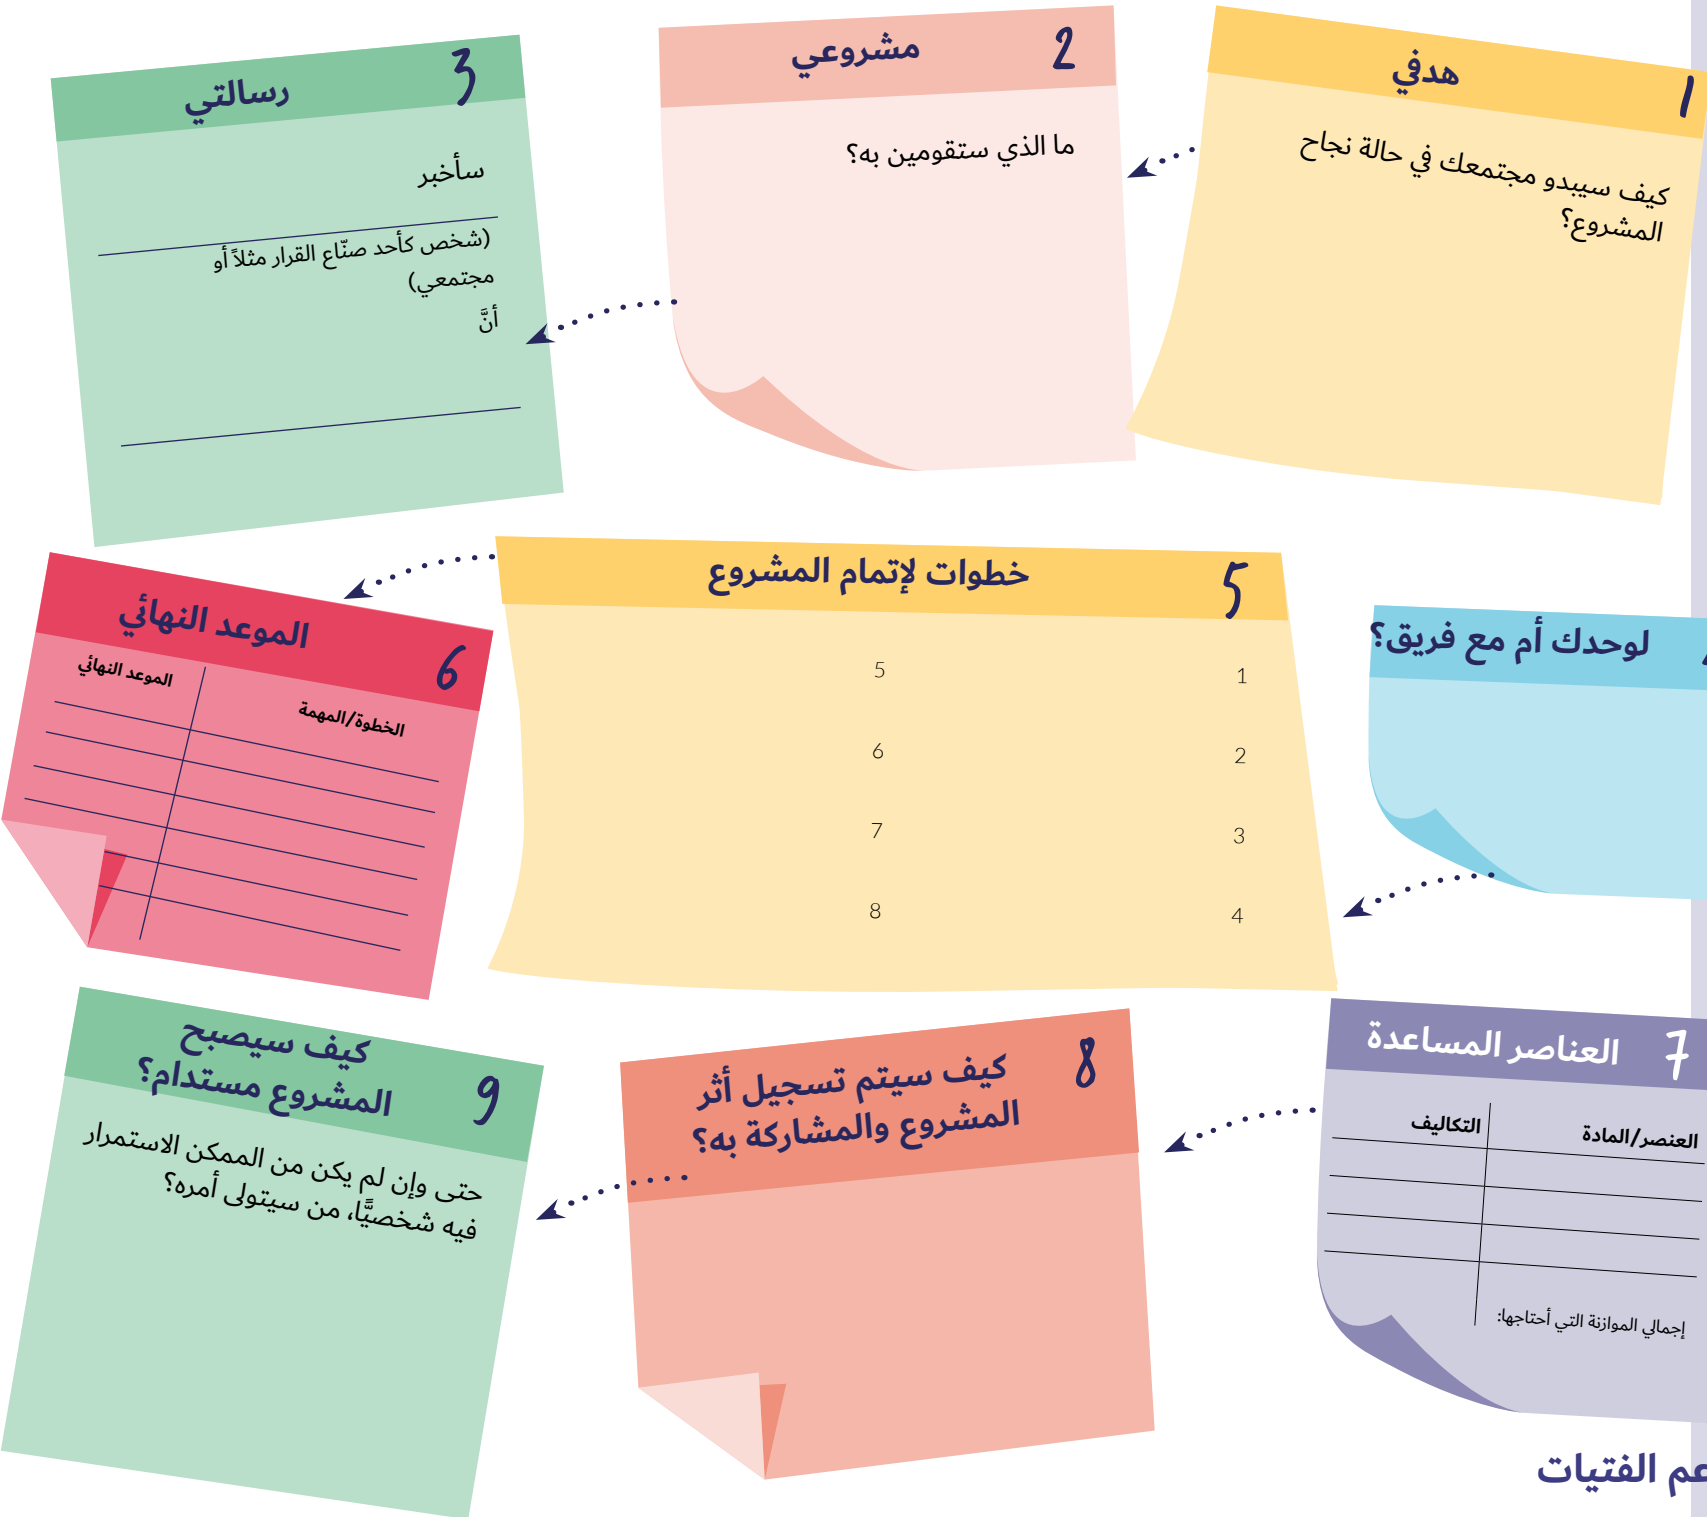 1
هدفي
كيف سيبدو مجتمعك في حالة نجاح
المشروع؟
2
مشروعي
ما الذي ستقومين به؟
3
رسالتي
سأخبر
(شخص كأحد صنّاع القرار مثلاً أو
مجتمعي)
أنَّ
لوحدك أم مع فريق؟
5
خطوات لإتمام المشروع
1
2
3
4
5
6
7
8
6
الموعد النهائي
الخطوة/المهمة
الموعد النهائي
7
العناصر المساعدة
العنصر/المادة
التكاليف
إجمالي الموازنة التي أحتاجها:
8
كيف سيتم تسجيل أثر
المشروع والمشاركة به؟
9
كيف سيصبح
المشروع مستدام؟
حتى وإن لم يكن من الممكن الاستمرار
فيه شخصيًّا، من سيتولى أمره؟
الفتيات